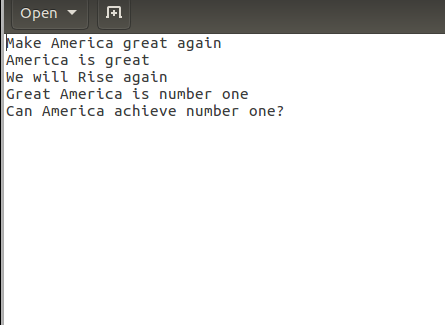 Open
Make America great again
America is great
We will Rise again
Great America is number one
Can America achieve number one?